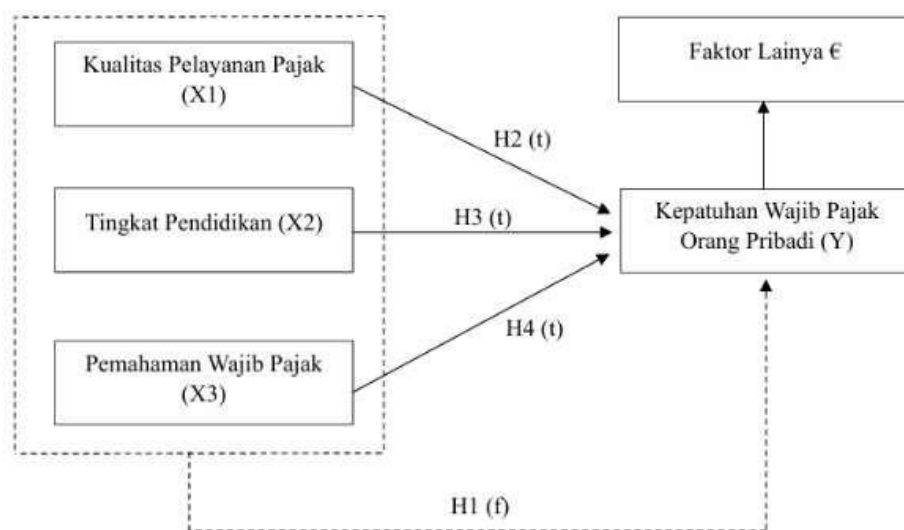 Kualitas Pelayanan Pajak
(X1)
Faktor Lainya €
H2 (t)
Tingkat Pendidikan (X2)
H3 (t)
Kepatuhan Wajib Pajak
Orang Pribadi (Y)
H4 (t)
Pemahaman Wajib Pajak
(X3)
H1 (f)